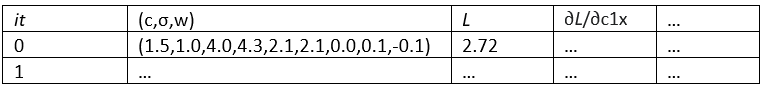 it (c,σ,w) L ∂L/∂c1x …
0 (1.5,1.0,4.0,4.3,2.1,2.1,0.0,0.1,-0.1) 2.72 … …
1 … … … …